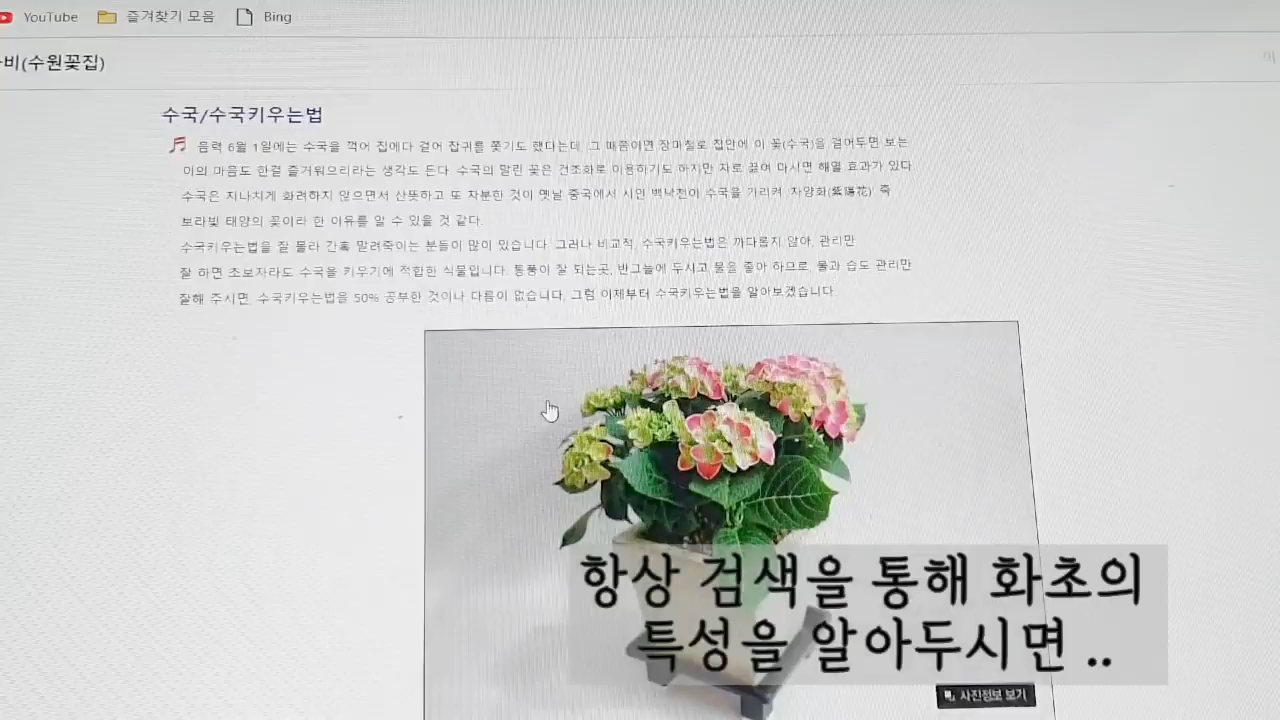 YouTube 즐겨찾기 모음 Bing
비(수원꽃집)
수국/수국키우는법
음력 6월 1일에는 수국을 꺽어 집에다 걸어 잡귀를 쫓기도 했다는데, 그 때쯤이면 장마철로 집안에 이 꽃(수국)을 걸어두면 보는
이의 마음도 한결 즐거워으리라는 생각도 든다. 수국의 말린 꽃은 건조화로 이용하기도 하지만 차로 끓여 마시면 해열 효과가 있다.
수국은 지나치게 화려하지 않으면서 산뜻하고 또 차분한 것이 옛날 중국에서 시인 백낙천이 수국을 가리켜 자양화(紫陽花) 즉
보라빛 태양의 꽃이라 한 이유를 알 수 있을 것 같다.
수국키우는법을 잘 몰라 간혹 말려죽이는 분들이 많이 있습니다. 그러나 비교적, 수국키우는법은 까다롭지 않아, 관리만
잘 하면 초보자라도 수국을 키우기에 적합한 식물입니다. 통풍이 잘 되는곳, 반그늘에 두시고 물을 좋아 하므로, 물과 습도 관리만
잘해 주시면, 수국키우는법을 50% 공부한 것이나 다름이 없습니다. 그럼 이제부터 수국키우는법을 알아보겠습니다.
항상 검색을 통해 화초의
특성을 알아두시면 ..
사진정보 보기